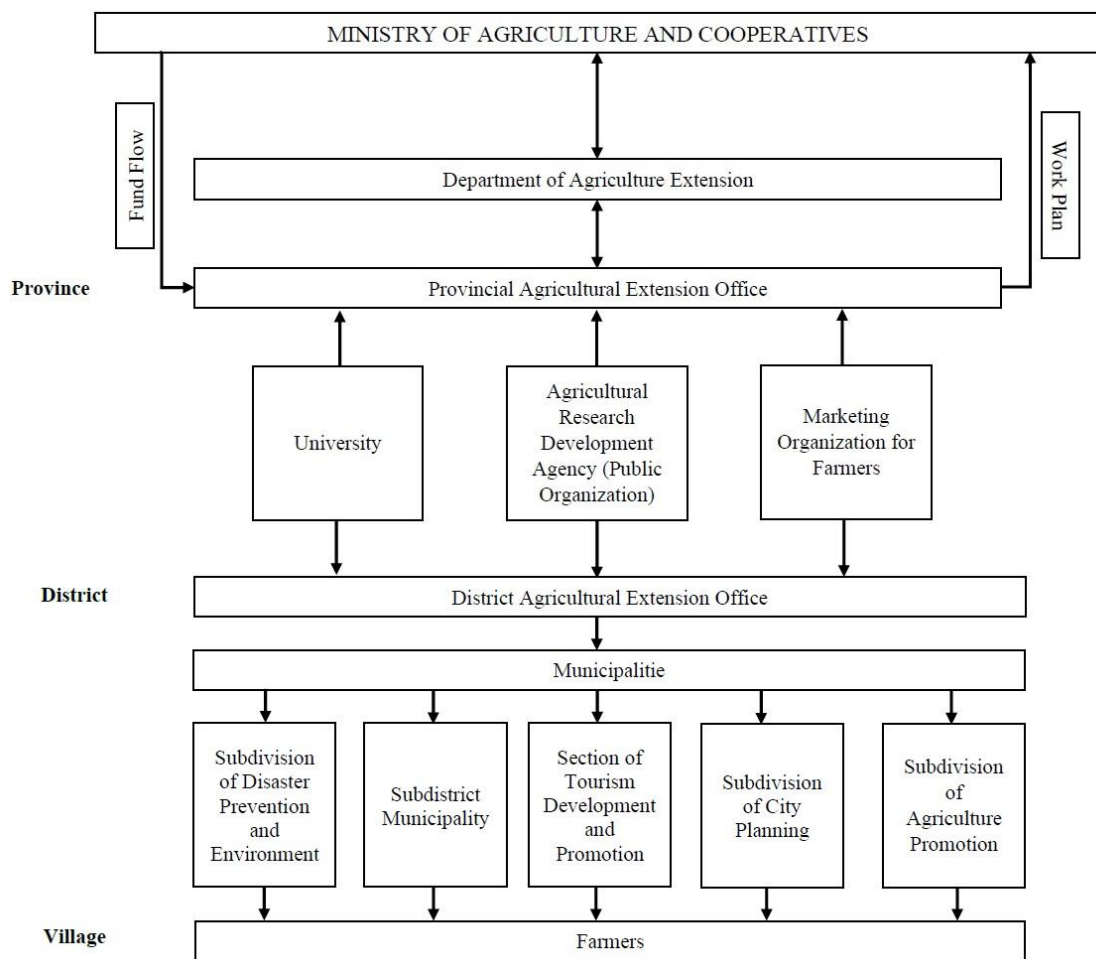 MINISTRY OF AGRICULTURE AND COOPERATIVES
Fund Flow
Work Plan
Department of Agriculture Extension
Province
Provincial Agricultural Extension Office
University
Agricultural
Research
Development
Agency (Public
Organization)
Marketing
Organization for
Farmers
District
District Agricultural Extension Office
Municipalitie
Subdivision
of Disaster
Prevention
and
Environment
Subdistrict
Municipality
Section of
Tourism
Development
and
Promotion
Subdivision
of City
Planning
Subdivision
of
Agriculture
Promotion
Village
Farmers